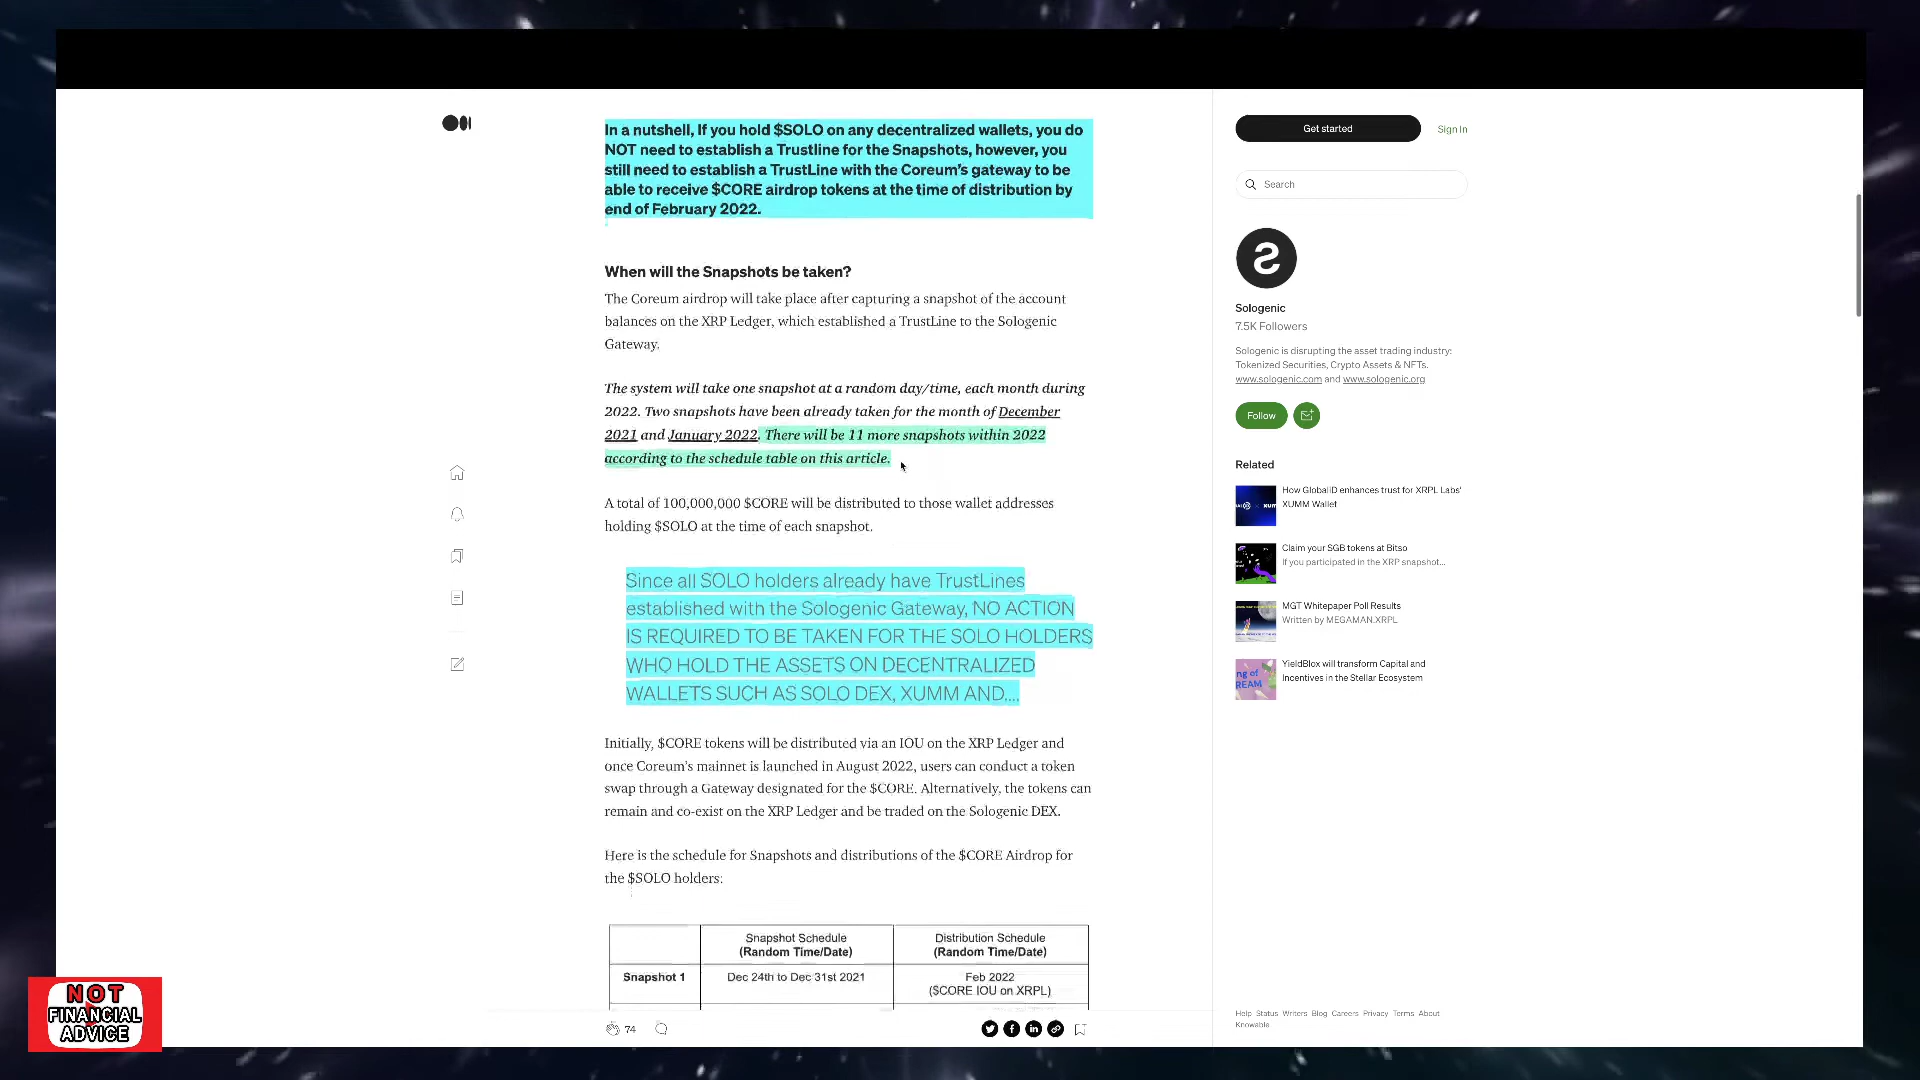 In a nutshell, If you hold $SOLO on any decentralized wallets, you do
NOT need to establish a Trustline for the Snapshots, however, you
still need to establish a TrustLine with the Coreum's gateway to be
able to receive $CORE airdrop tokens at the time of distribution by
end of February 2022.
When will the Snapshots be taken?
The Coreum airdrop will take place after capturing a snapshot of the account
balances on the XRP Ledger, which established a TrustLine to the Sologenic
Gateway.
The system will take one snapshot at a random day/time, each month during
2022. Two snapshots have been already taken for the month of December
2021 and January 2022. There will be 11 more snapshots within 2022
according to the schedule table on this article.
A total of 100,000,000 $CORE will be distributed to those wallet addresses
holding $SOLO at the time of each snapshot.
Since all SOLO holders already have TrustLines
established with the Sologenic Gateway, NO ACTION
IS REQUIRED TO BE TAKEN FOR THE SOLO HOLDERS
WHO HOLD THE ASSETS ON DECENTRALIZED
WALLETS SUCH AS SOLO DEX, XUMM AND....
Initially, $CORE tokens will be distributed via an IOU on the XRP Ledger and
once Coreum's mainnet is launched in August 2022, users can conduct a token
swap through a Gateway designated for the $CORE. Alternatively, the tokens can
remain and co-exist on the XRP Ledger and be traded on the Sologenic DEX.
Here is the schedule for Snapshots and distributions of the $CORE Airdrop for
the $SOLO holders:
Snapshot Schedule
(Random Time/Date)
Distribution Schedule
(Random Time/Date)
Snapshot 1
Dec 24th to Dec 31st 2021
Feb 2022
($CORE IOU on XRPL)
74
Get started
Sign In
Search
Sologenic
7.5K Followers
Sologenic is disrupting the asset trading industry:
Tokenized Securities, Crypto Assets & NFTs.
www.sologenic.com and www.sologenic.org
Follow
Related
How GlobaliD enhances trust for XRPL Labs'
XUMM Wallet
Claim your SGB tokens at Bitso
If you participated in the XRP snapshot...
MGT Whitepaper Poll Results
Written by MEGAMAN.XRPL
YieldBlox will transform Capital and
Incentives in the Stellar Ecosystem
Help Status Writers Blog Careers Privacy Terms About
Knowable
NOT
FINANCIAL
ADVICE